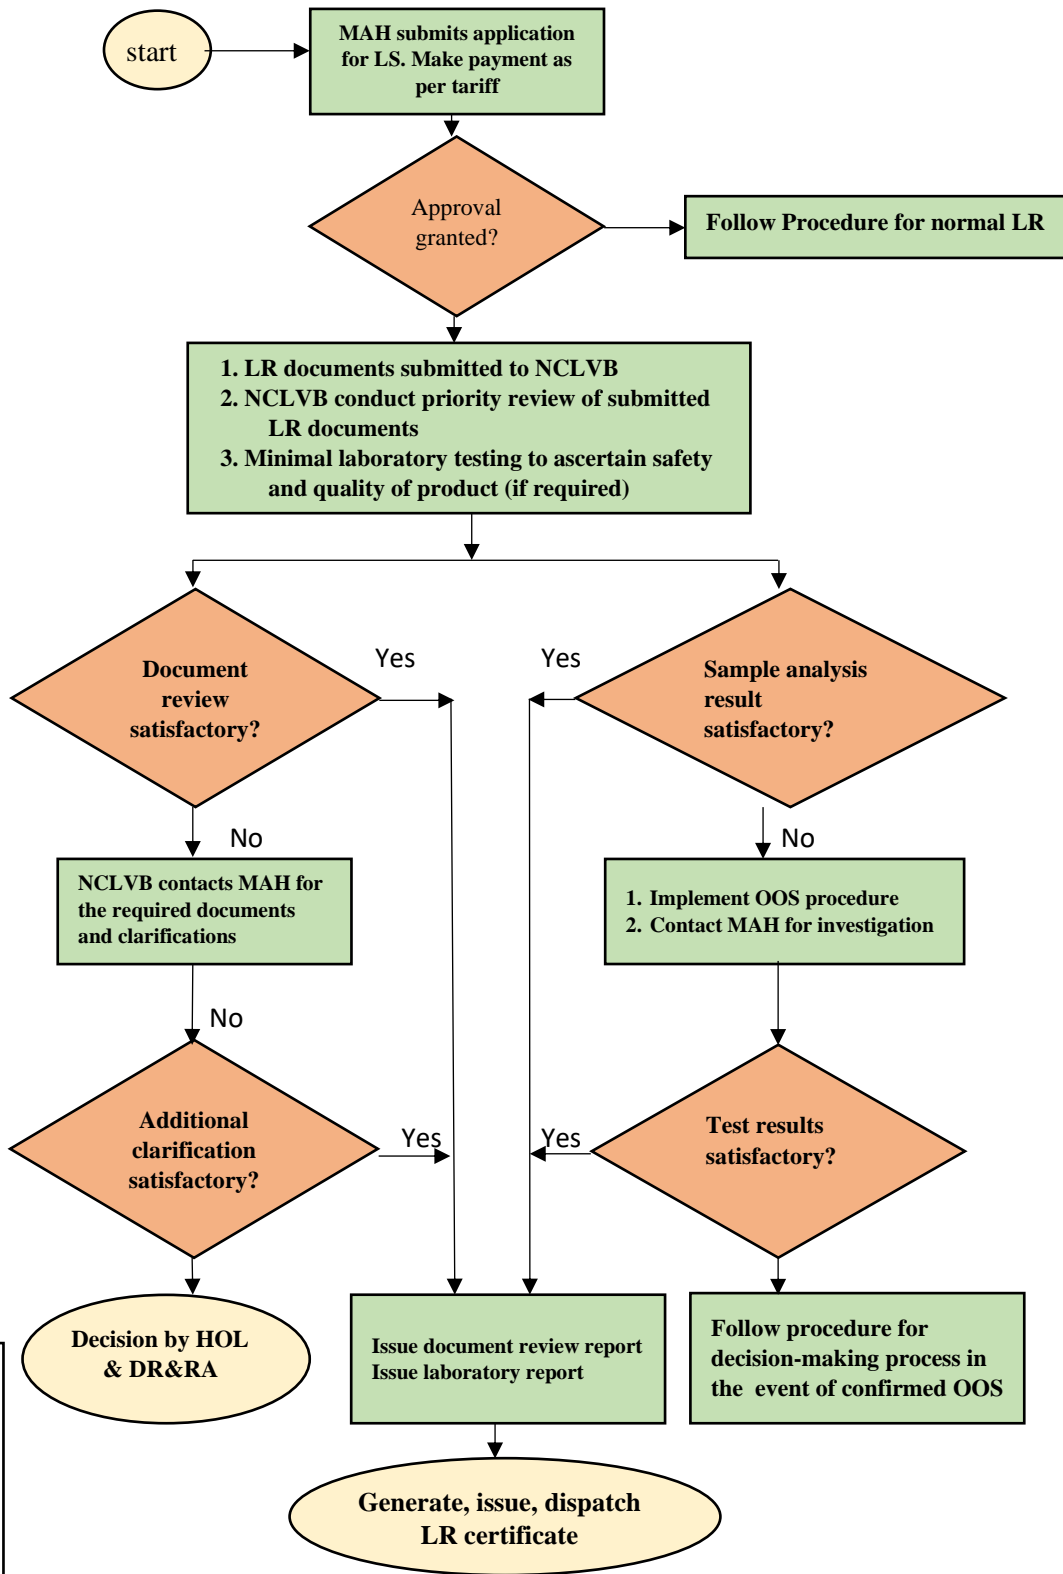 start
MAH submits application
for LS. Make payment as
per tariff
Approval
granted?
Follow Procedure for normal LR
1. LR documents submitted to NCLVB
2. NCLVB conduct priority review of submitted
LR documents
3. Minimal laboratory testing to ascertain safety
and quality of product (if required)
Document
review
satisfactory?
Yes
Yes
Sample analysis
result
satisfactory?
No
No
NCLVB contacts MAH for
the required documents
and clarifications
1. Implement OOS procedure
2. Contact MAH for investigation
No
Additional
clarification
satisfactory?
Yes
Yes
Test results
satisfactory?
Decision by HOL
& DR&RA
Issue document review report
Issue laboratory report
Follow procedure for
decision-making process in
the event of confirmed OOS
Generate, issue, dispatch
LR certificate